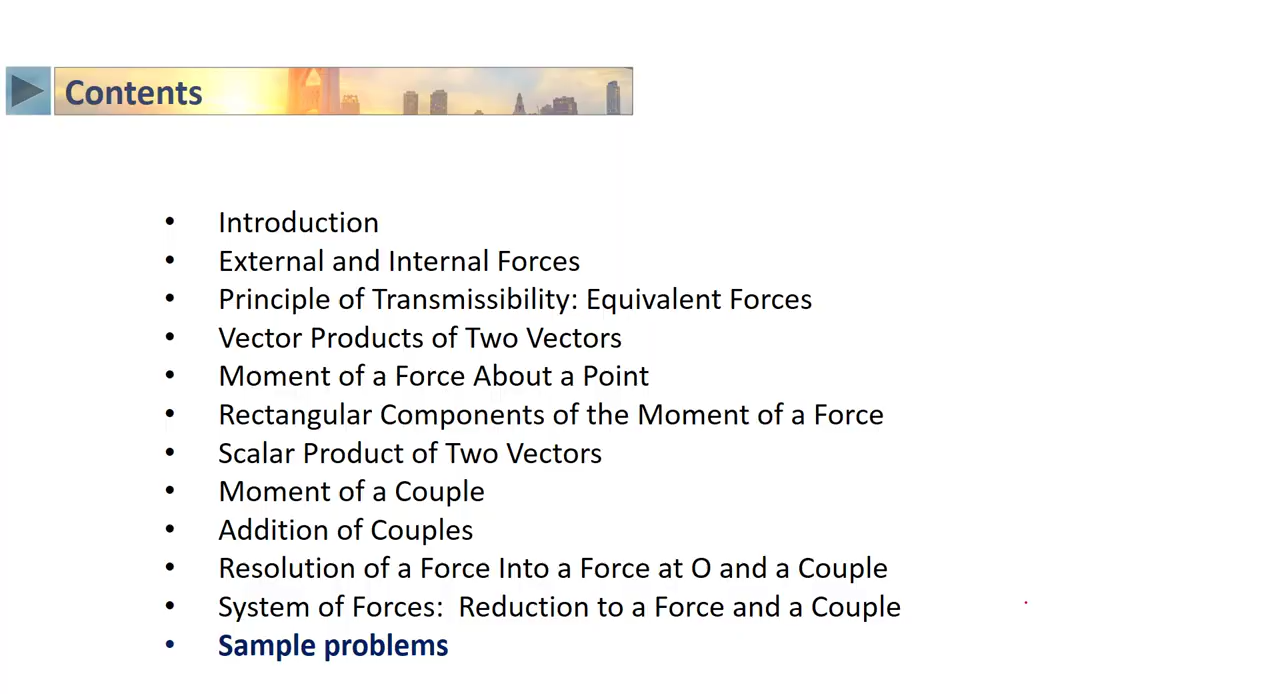 Contents
• Introduction
• External and Internal Forces
• Principle of Transmissibility: Equivalent Forces
• Vector Products of Two Vectors
• Moment of a Force About a Point
• Rectangular Components of the Moment of a Force
• Scalar Product of Two Vectors
• Moment of a Couple
• Addition of Couples
• Resolution of a Force Into a Force at O and a Couple
• System of Forces:  Reduction to a Force and a Couple
• Sample problems